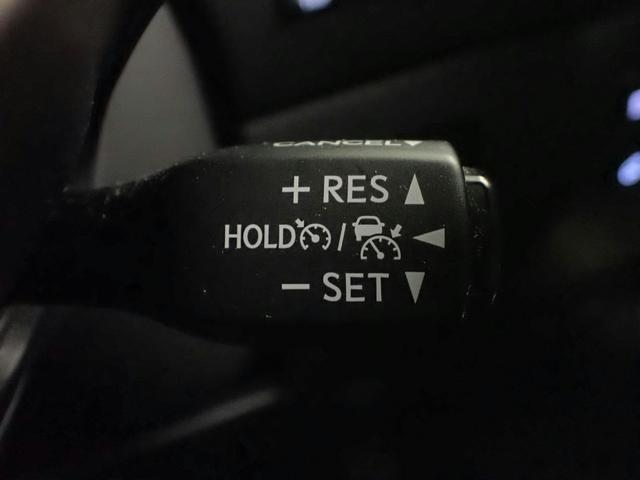 CANCEL
+ RES
HOLD /
- SET